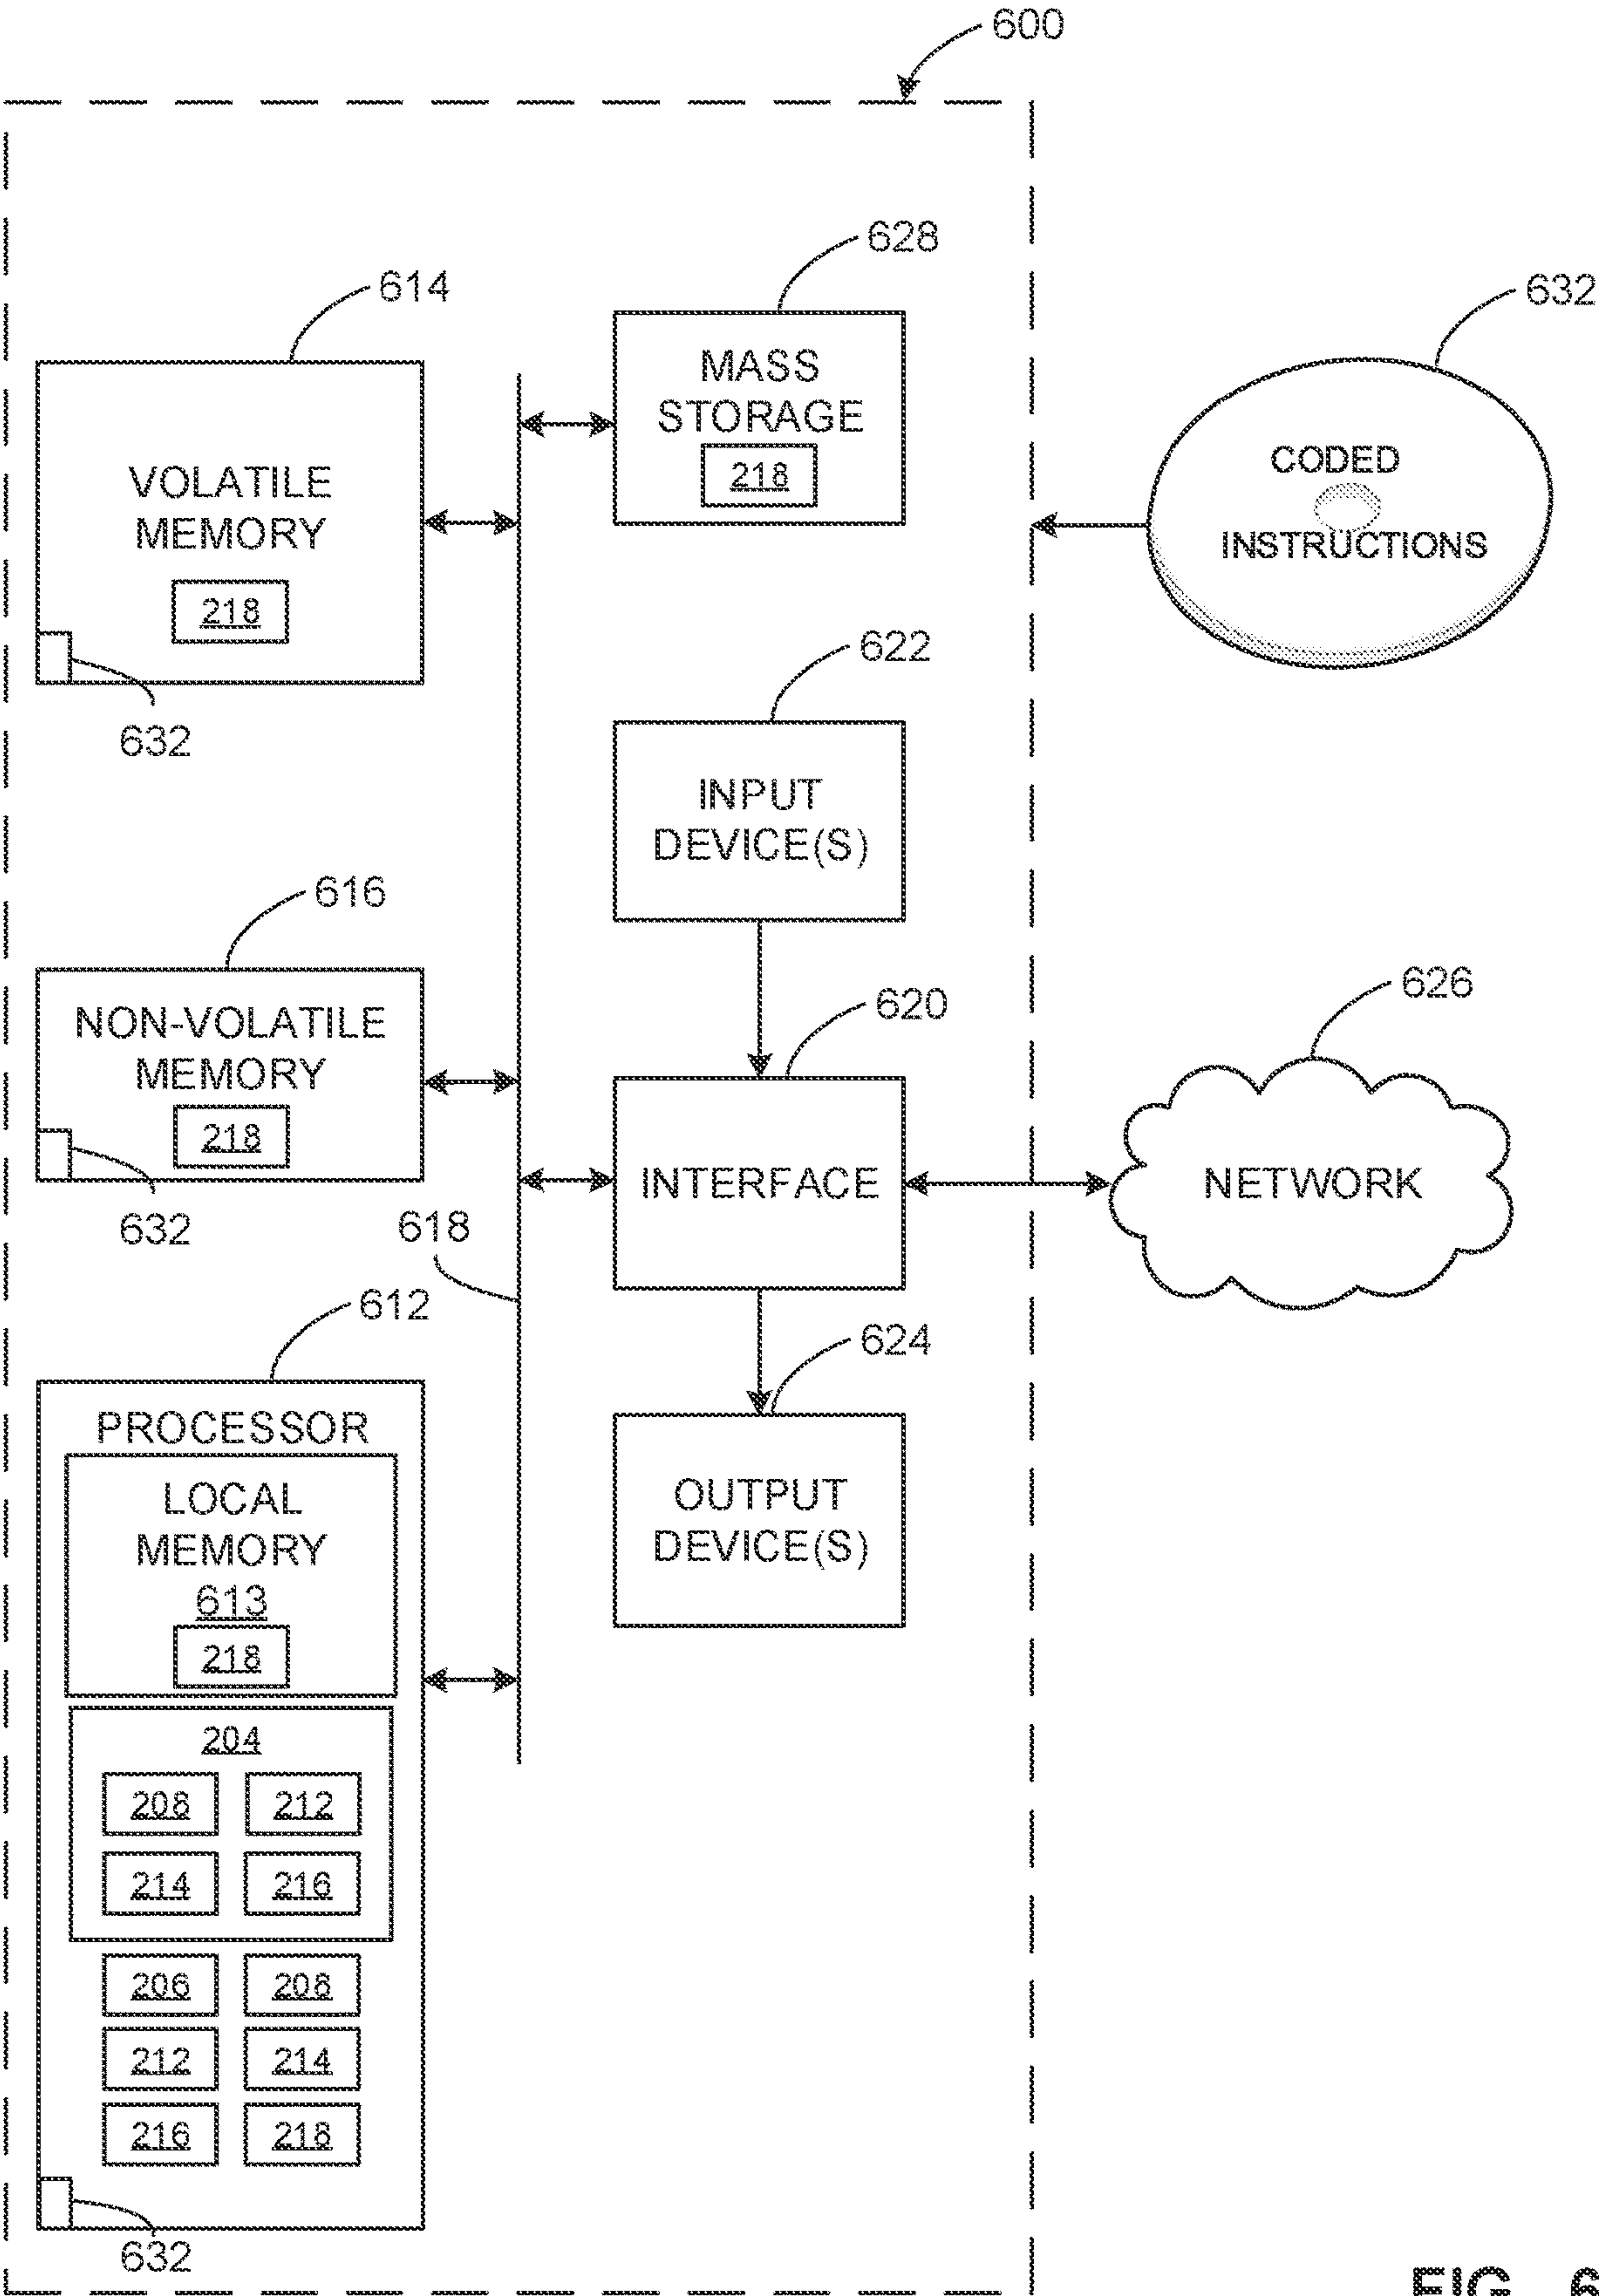 600
628
614
632
MASS
STORAGE
218
VOLATILE
MEMORY
218
632
CODED
INSTRUCTIONS
622
INPUT
DEVICE(S)
616
NON-VOLATILE
MEMORY
218
632
620
INTERFACE
626
NETWORK
618
612
624
OUTPUT
DEVICE(S)
PROCESSOR
LOCAL
MEMORY
613
218
204
208 212
214 216
206 208
212 214
216 218
632
FIG. 6